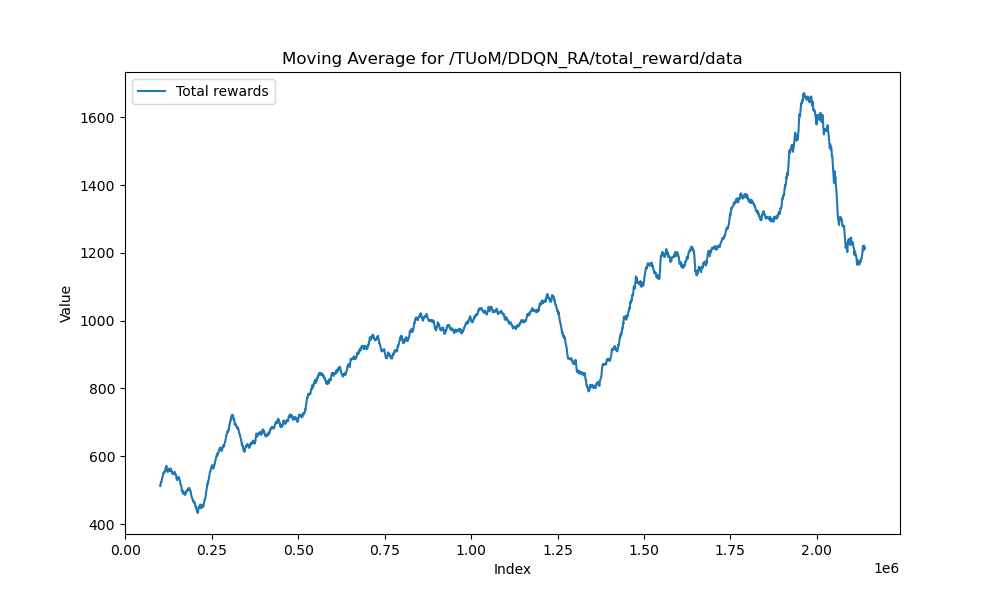 Moving Average for /TUoM/DDQN_RA/total_reward/data
Total rewards
1600
1400
1200
1000
800
600
400
Value
0.00 0.25 0.50 0.75 1.00 1.25 1.50 1.75 2.00
1e6
Index